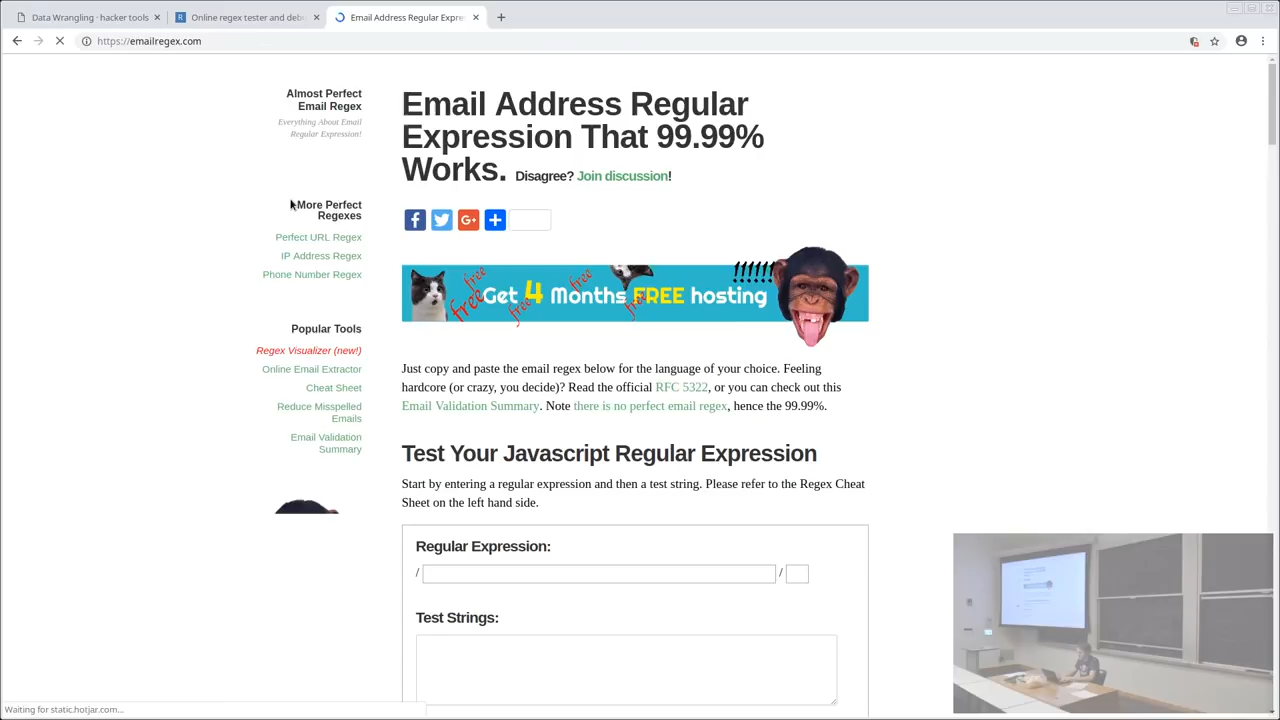 Data Wrangling · hacker tools
Online regex tester and deb
Email Address Regular Expre
https://emailregex.com
Almost Perfect
Email Regex
Everything About Email
Regular Expression!
More Perfect
Regexes
Perfect URL Regex
IP Address Regex
Phone Number Regex
Popular Tools
Regex Visualizer (new!)
Online Email Extractor
Cheat Sheet
Reduce Misspelled
Emails
Email Validation
Summary
Email Address Regular
Expression That 99.99%
Works. Disagree? Join discussion!
free free free free free
Get 4 Months FREE hosting !!!!!!
Just copy and paste the email regex below for the language of your choice. Feeling
hardcore (or crazy, you decide)? Read the official RFC 5322, or you can check out this
Email Validation Summary. Note there is no perfect email regex, hence the 99.99%.
Test Your Javascript Regular Expression
Start by entering a regular expression and then a test string. Please refer to the Regex Cheat
Sheet on the left hand side.
Regular Expression:
/ /
Test Strings:
Waiting for static.hotjar.com...